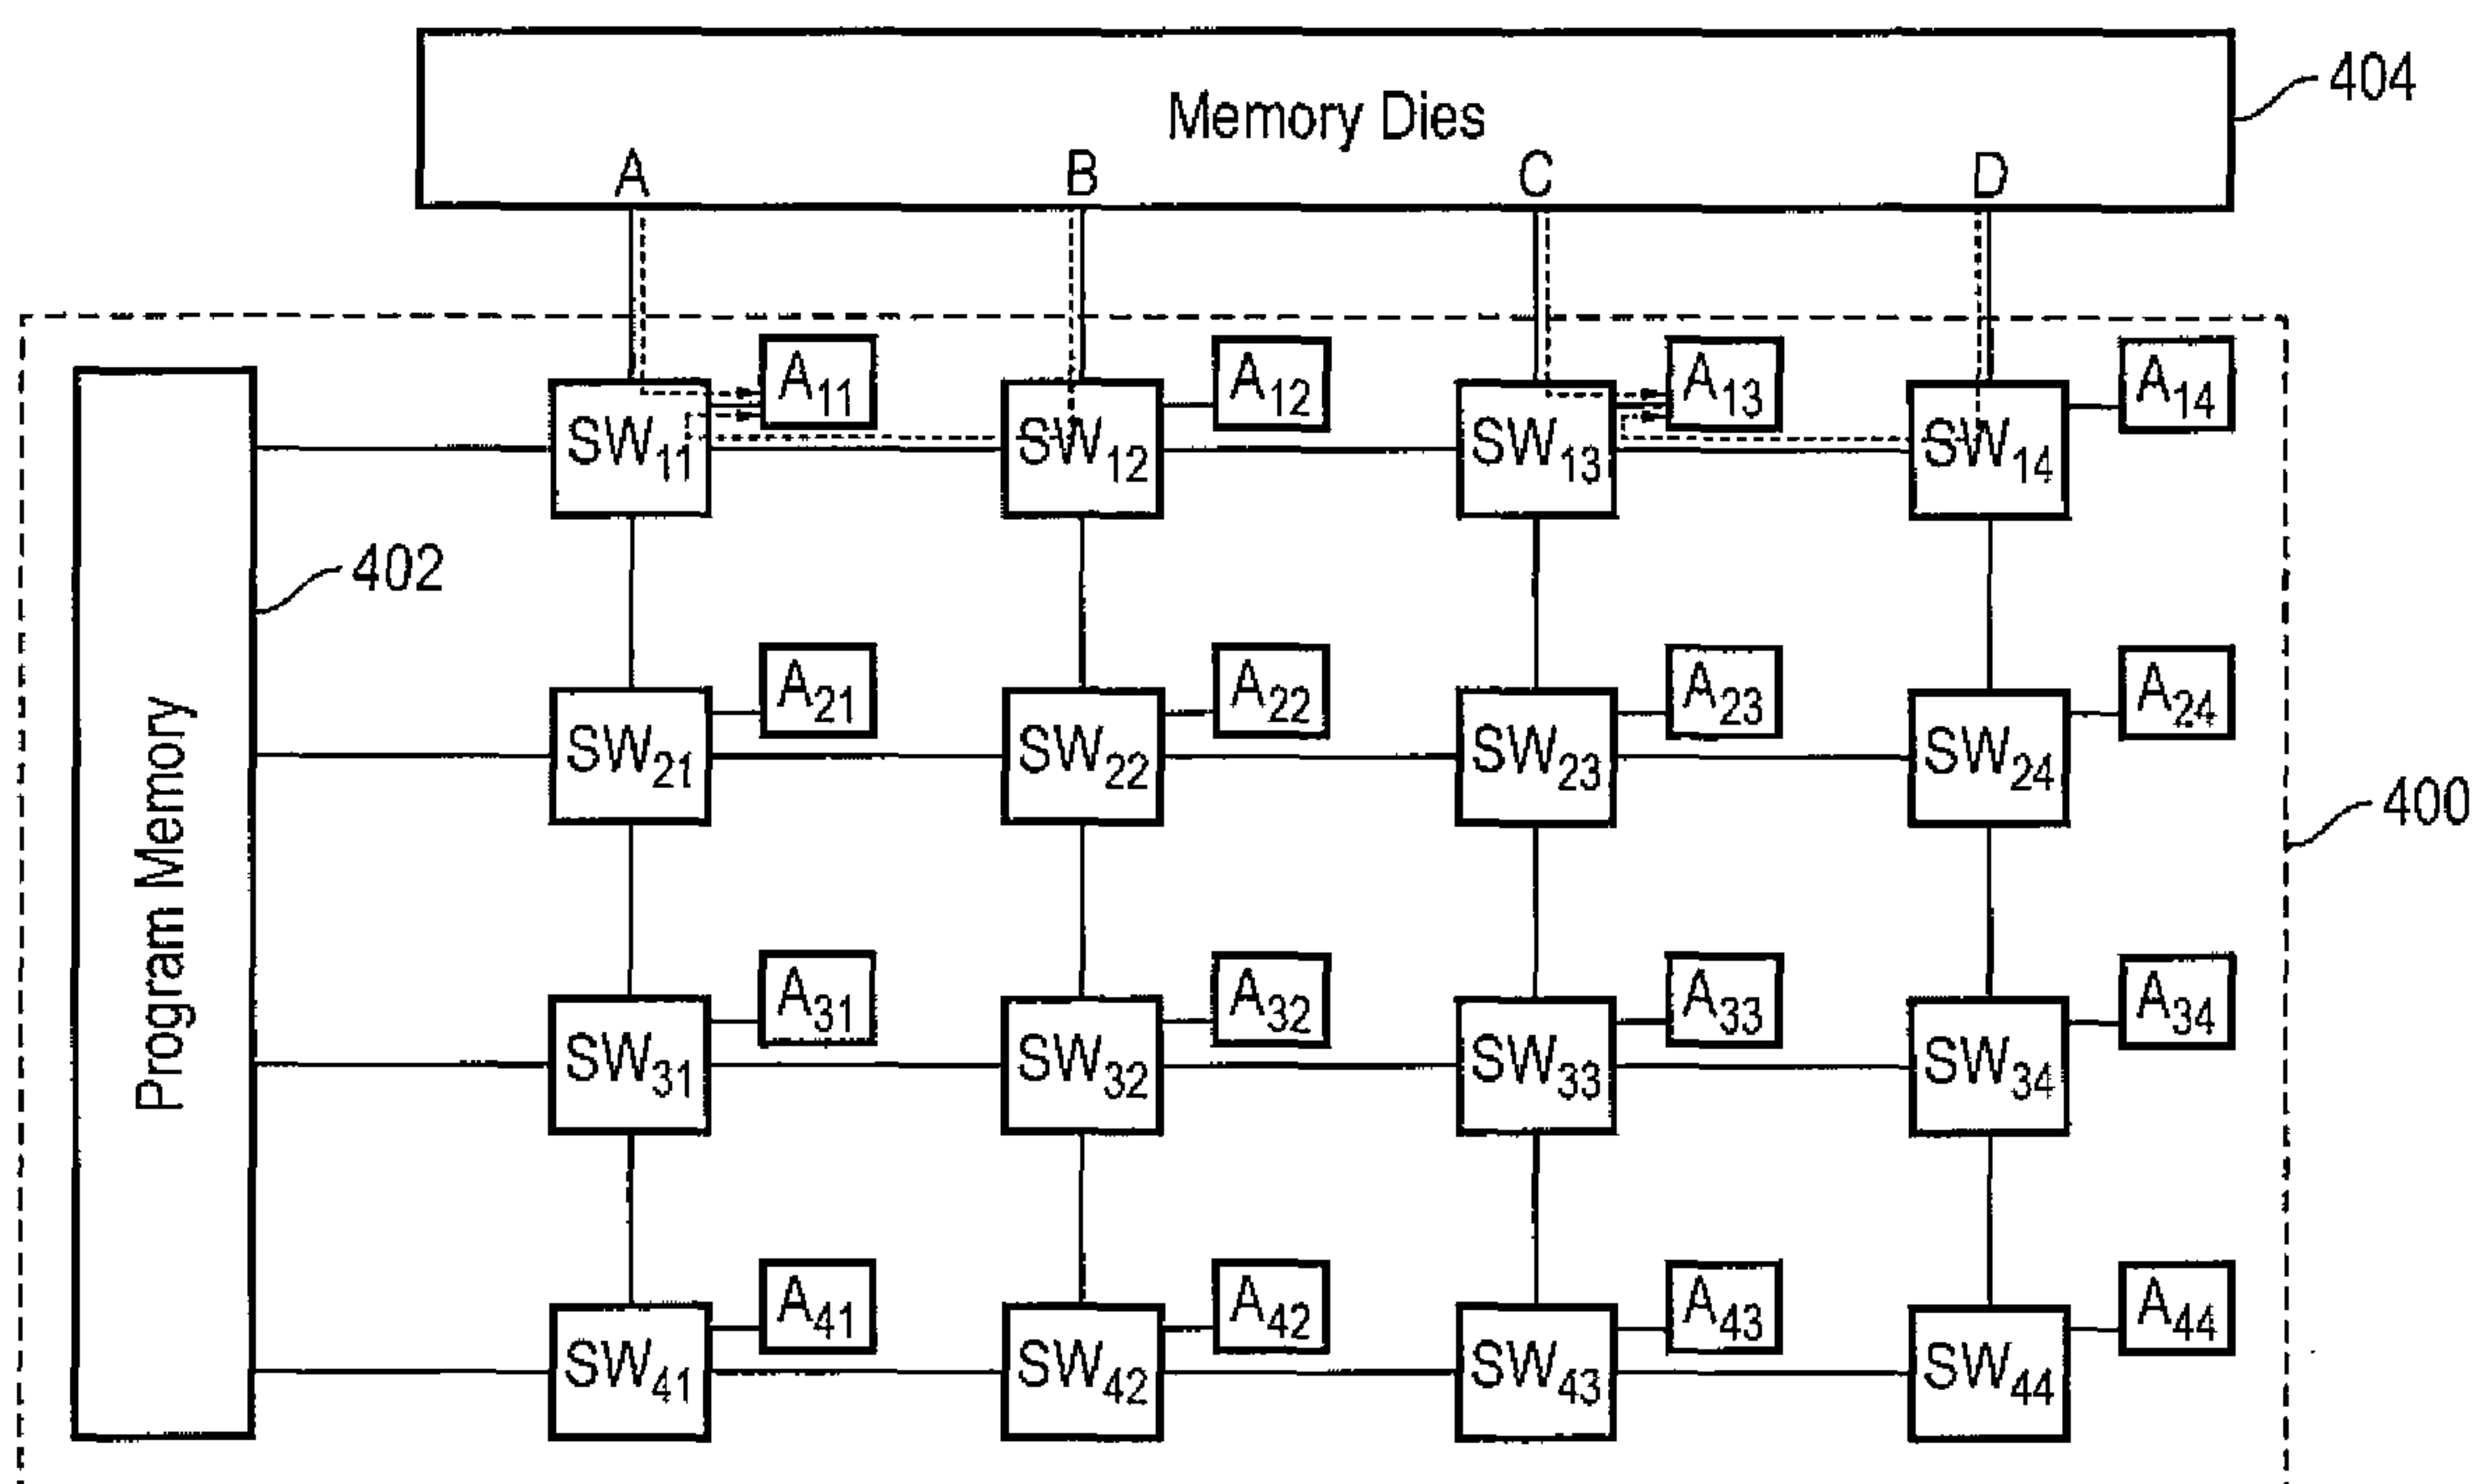 404
Memory Dies
A B C D
A11 A12 A13 A14
SW11 SW12 SW13 SW14
402
Program Memory
A21 A22 A23 A24
SW21 SW22 SW23 SW24
400
A31 A32 A33 A34
SW31 SW32 SW33 SW34
A41 A42 A43 A44
SW41 SW42 SW43 SW44